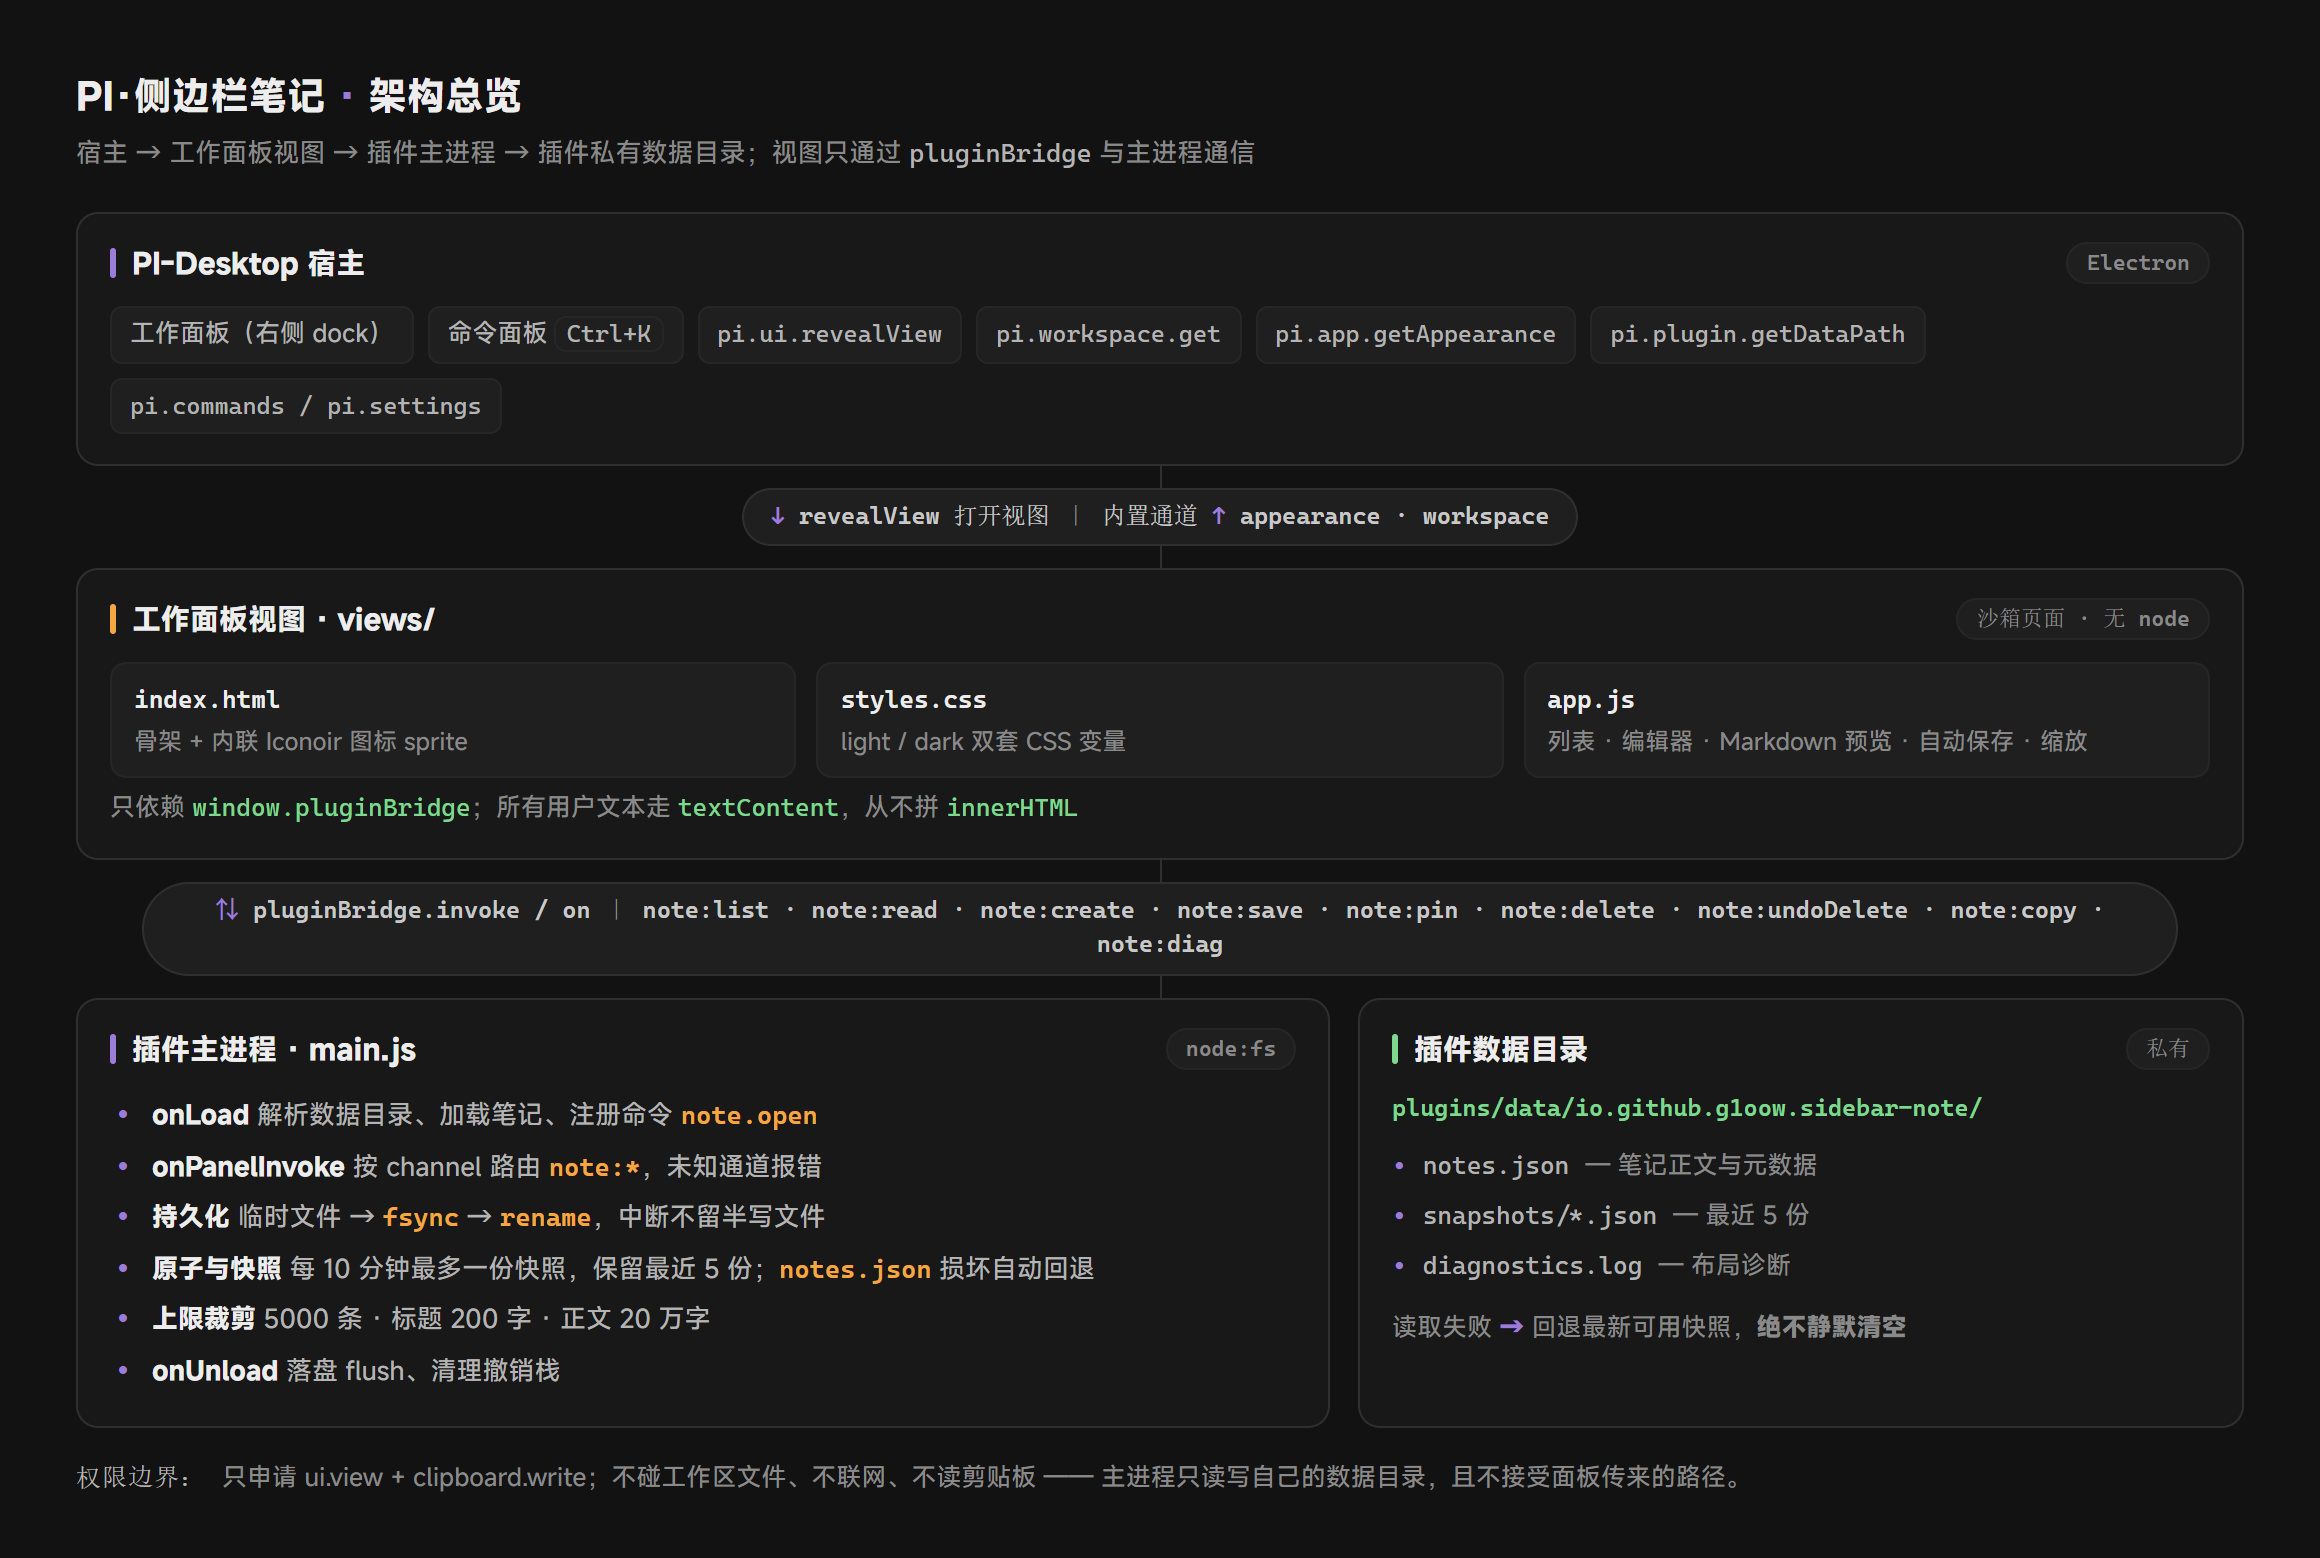 PI·侧边栏笔记 · 架构总览
宿主 → 工作面板视图 → 插件主进程 → 插件私有数据目录；视图只通过 pluginBridge 与主进程通信
PI-Desktop 宿主
Electron
工作面板（右侧 dock）
命令面板 Ctrl+K
pi.ui.revealView
pi.workspace.get
pi.app.getAppearance
pi.plugin.getDataPath
pi.commands / pi.settings
↓ revealView 打开视图 | 内置通道 ↑ appearance · workspace
工作面板视图 · views/
沙箱页面 · 无 node
index.html
骨架 + 内联 Iconoir 图标 sprite
styles.css
light / dark 双套 CSS 变量
app.js
列表 · 编辑器 · Markdown 预览 · 自动保存 · 缩放
只依赖 window.pluginBridge；所有用户文本走 textContent，从不拼 innerHTML
⇅ pluginBridge.invoke / on | note:list · note:read · note:create · note:save · note:pin · note:delete · note:undoDelete · note:copy ·
note:diag
插件主进程 · main.js
node:fs
• onLoad 解析数据目录、加载笔记、注册命令 note.open
• onPanelInvoke 按 channel 路由 note:*，未知通道报错
• 持久化 临时文件 → fsync → rename，中断不留半写文件
• 原子与快照 每 10 分钟最多一份快照，保留最近 5 份；notes.json 损坏自动回退
• 上限裁剪 5000 条 · 标题 200 字 · 正文 20 万字
• onUnload 落盘 flush、清理撤销栈
插件数据目录
私有
plugins/data/io.github.g1oow.sidebar-note/
• notes.json — 笔记正文与元数据
• snapshots/*.json — 最近 5 份
• diagnostics.log — 布局诊断
读取失败 → 回退最新可用快照，绝不静默清空
权限边界： 只申请 ui.view + clipboard.write；不碰工作区文件、不联网、不读剪贴板 —— 主进程只读写自己的数据目录，且不接受面板传来的路径。